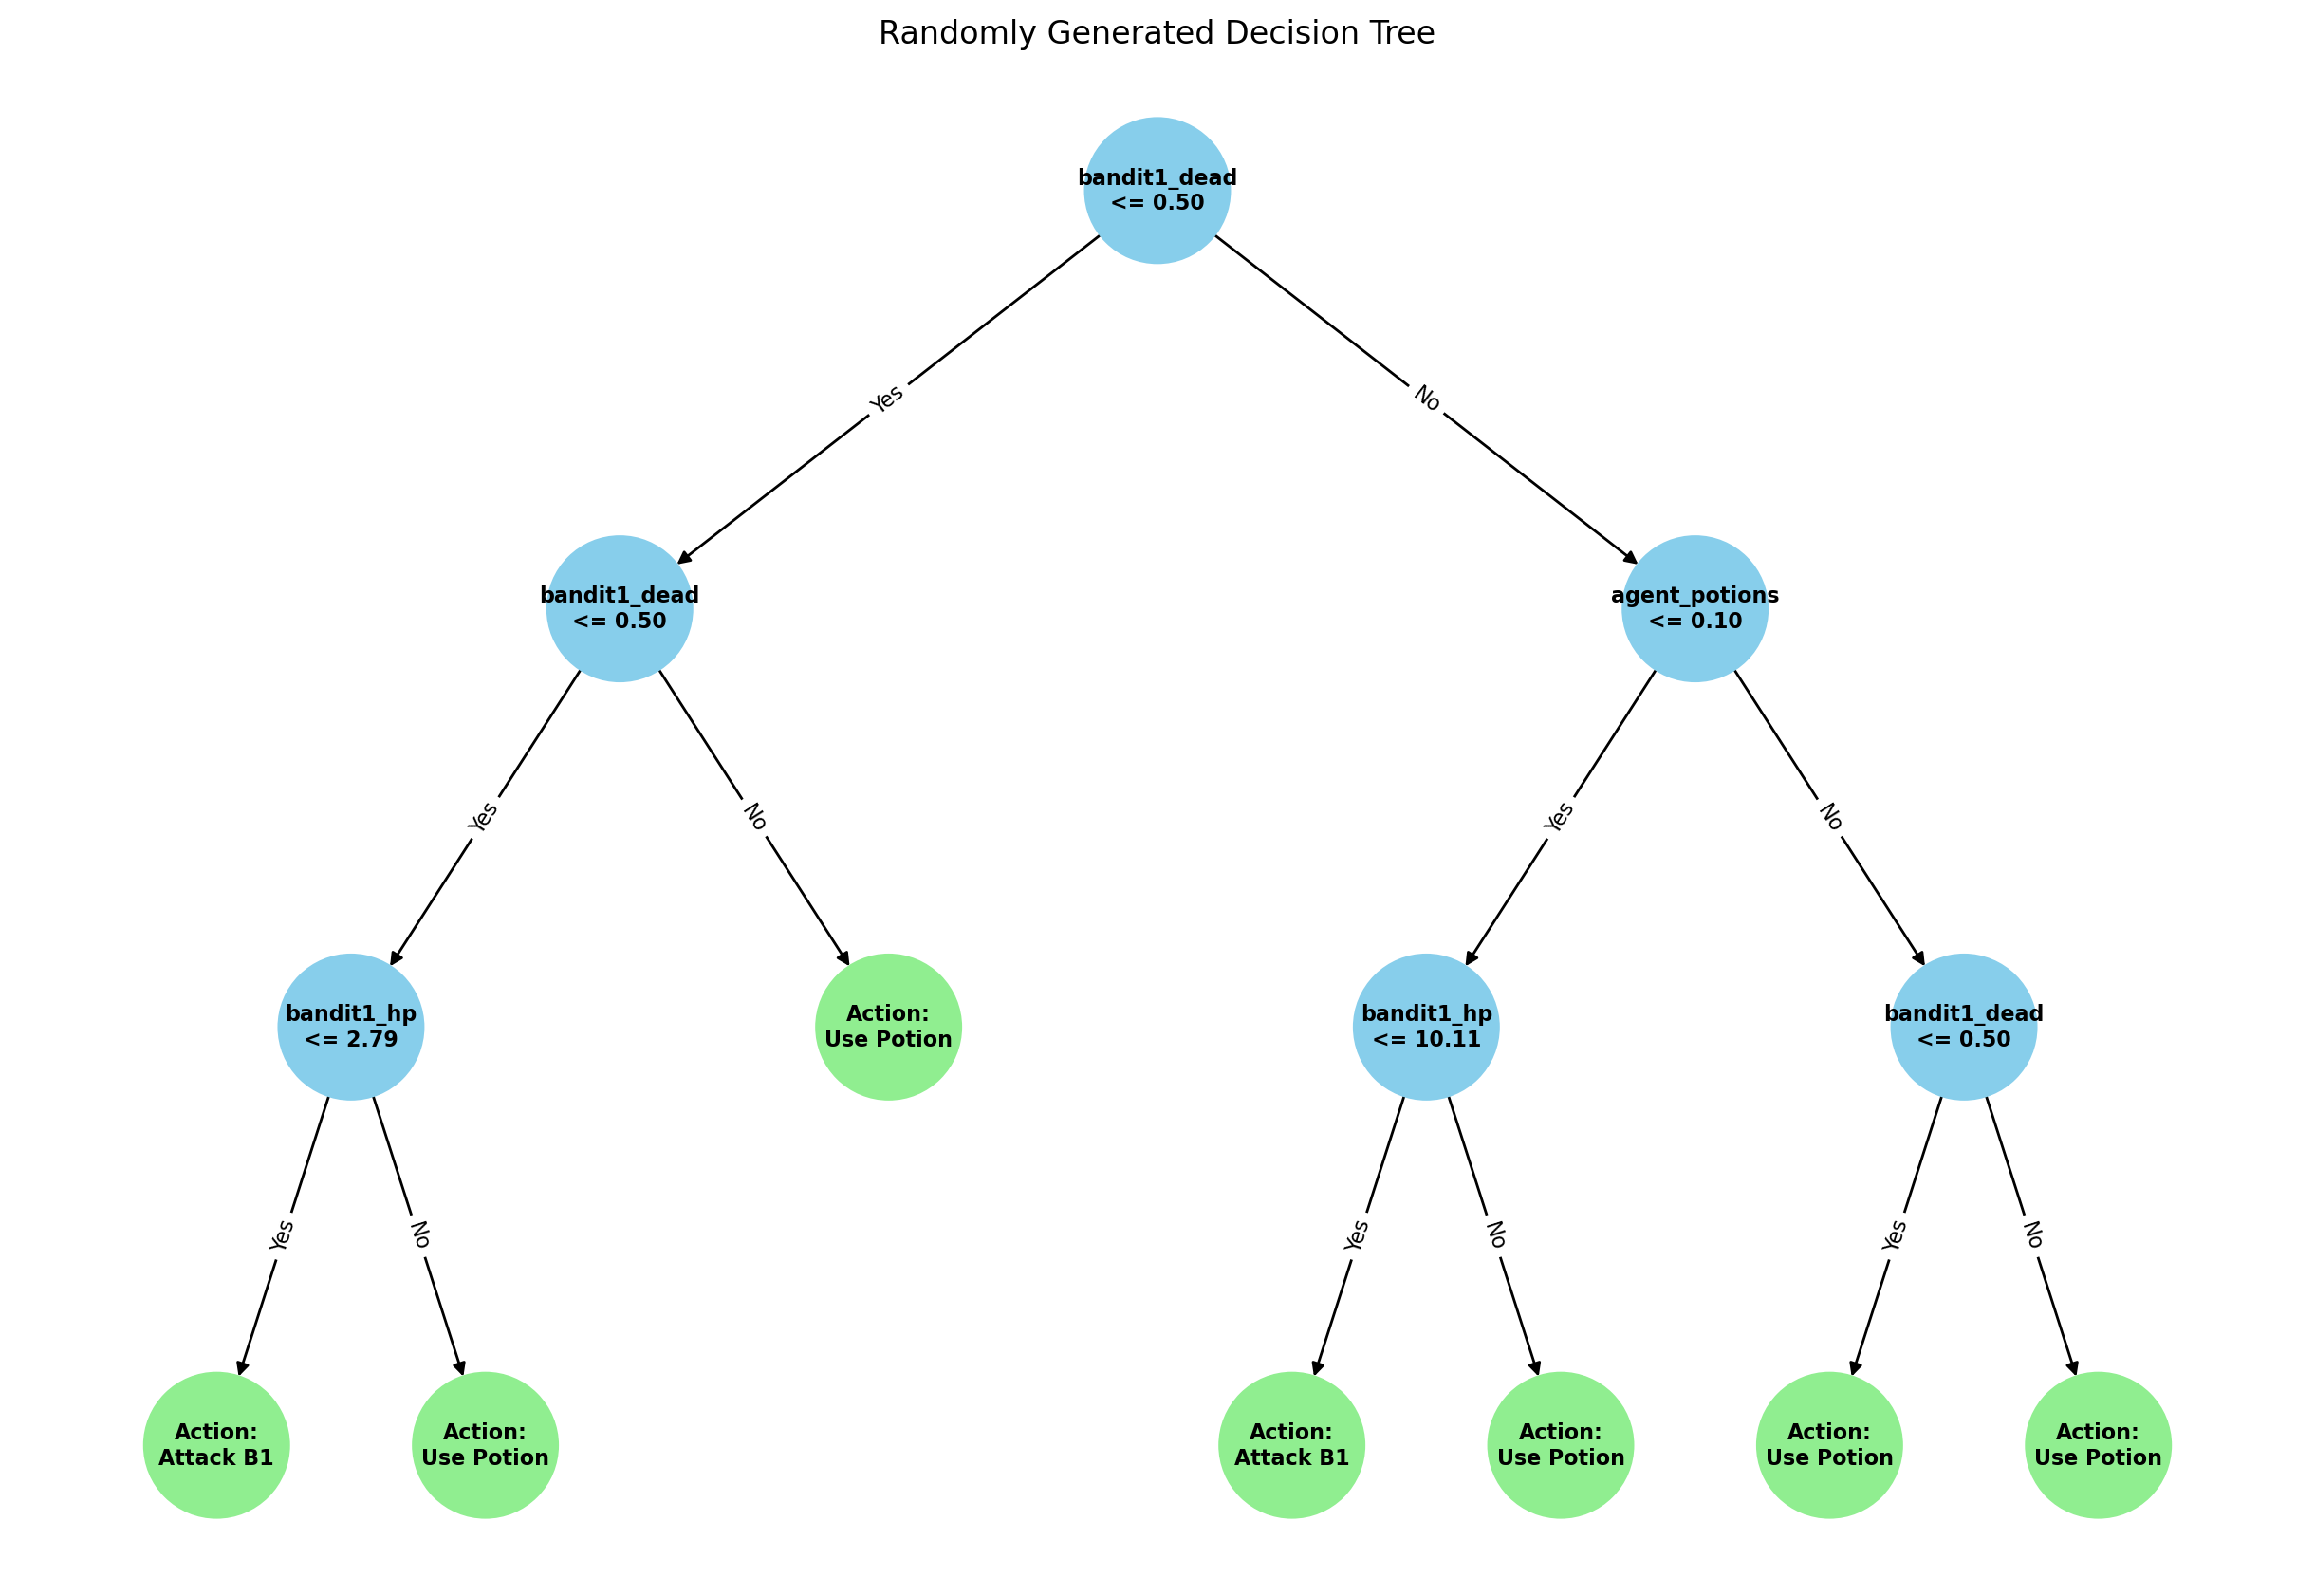 Randomly Generated Decision Tree
bandit1_dead
<= 0.50
Yes
No
bandit1_dead
<= 0.50
agent_potions
<= 0.10
Yes
No
Yes
No
bandit1_hp
<= 2.79
Action:
Use Potion
bandit1_hp
<= 10.11
bandit1_dead
<= 0.50
Yes
No
Yes
No
Yes
No
Action:
Attack B1
Action:
Use Potion
Action:
Attack B1
Action:
Use Potion
Action:
Use Potion
Action:
Use Potion